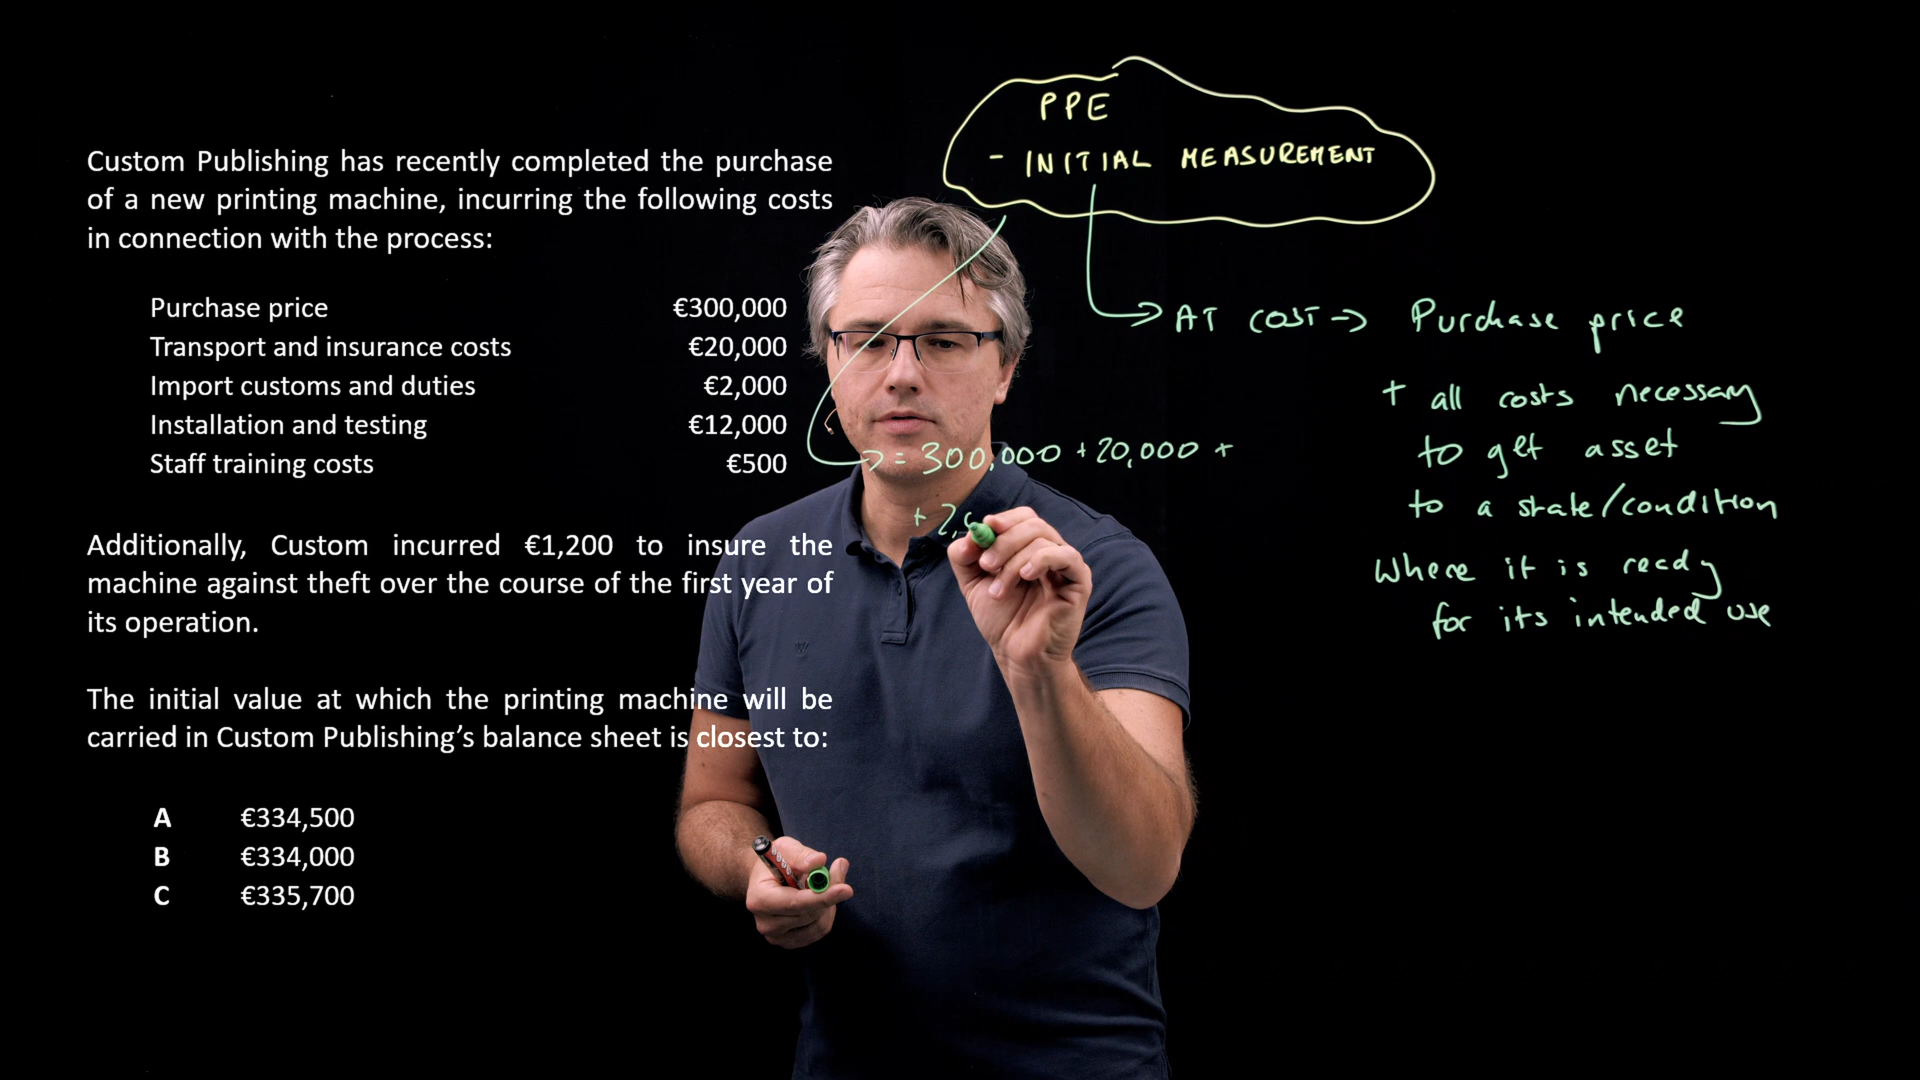 Custom Publishing has recently completed the purchase
of a new printing machine, incurring the following costs
in connection with the process:
Purchase price €300,000
Transport and insurance costs €20,000
Import customs and duties €2,000
Installation and testing €12,000
Staff training costs €500
Additionally, Custom incurred €1,200 to insure the
machine against theft over the course of the first year of
its operation.
The initial value at which the printing machine will be
carried in Custom Publishing’s balance sheet is closest to:
A €334,500
B €334,000
C €335,700
PPE
- INITIAL MEASUREMENT
AT COST → Purchase price
+ all costs necessary
to get asset
to a state/condition
Where it is ready
for its intended use
= 300,000 + 20,000 +
+ 2,